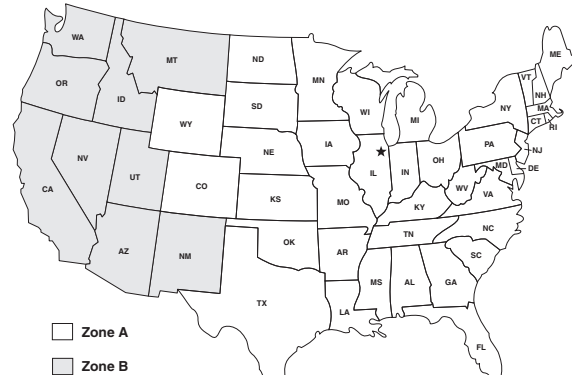 WA
MT
ND
MN
ME
OR
ID
SD
WI
MI
VT
NH
NY
MA
CT
RI
WY
IA
NE
PA
NJ
NV
UT
CO
IL
IN
OH
MD
DE
CA
KS
MO
WV
VA
KY
AZ
NM
OK
AR
TN
NC
SC
TX
MS
AL
GA
LA
FL
Zone A
Zone B